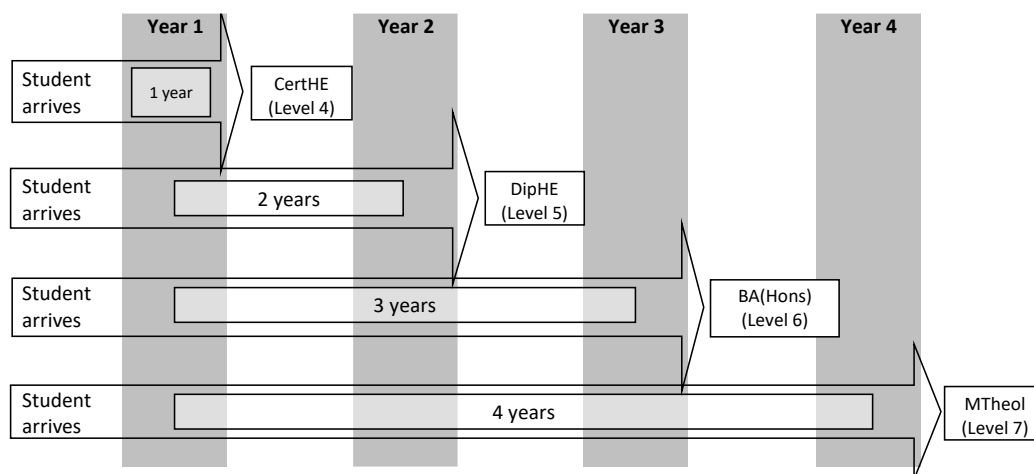 Year 1
Year 2
Year 3
Year 4
Student
arrives
1 year
CertHE
(Level 4)
Student
arrives
2 years
DipHE
(Level 5)
Student
arrives
3 years
BA(Hons)
(Level 6)
Student
arrives
4 years
MTheol
(Level 7)